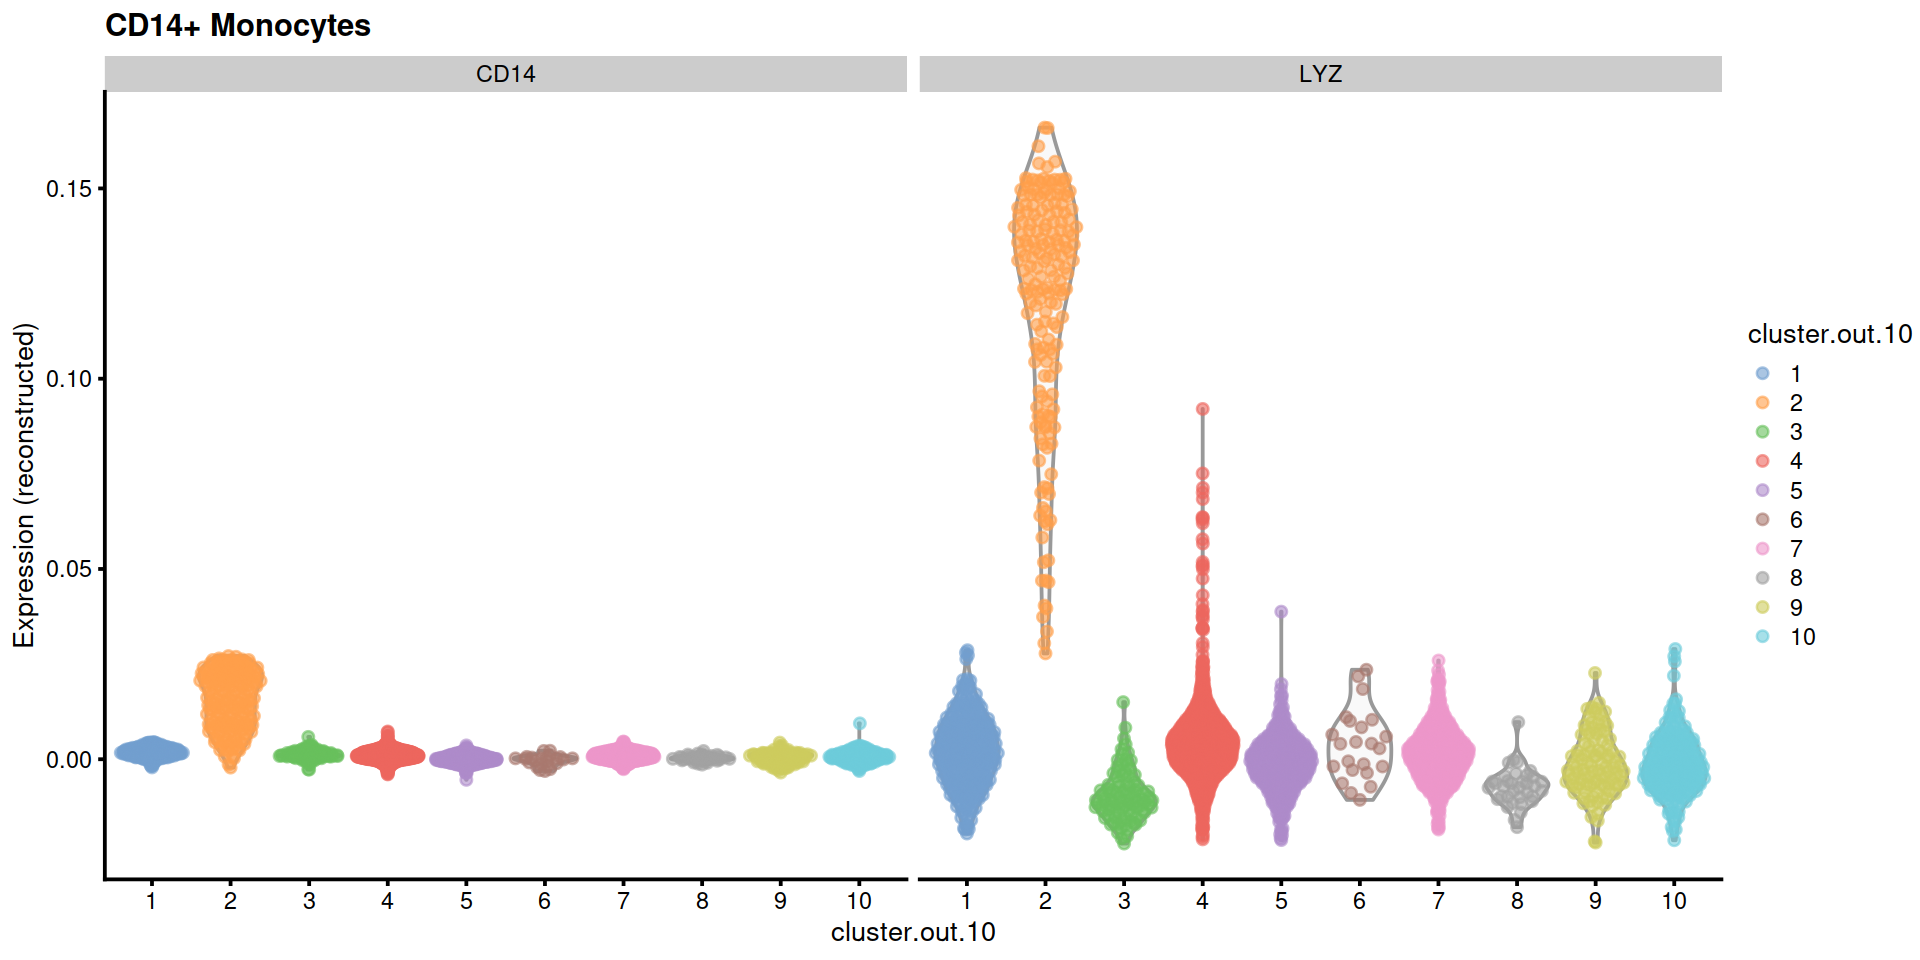 CD14+ Monocytes
CD14 LYZ
Expression (reconstructed)
0.15
0.10
0.05
0.00
1 2 3 4 5 6 7 8 9 10 1 2 3 4 5 6 7 8 9 10
cluster.out.10
cluster.out.10
1
2
3
4
5
6
7
8
9
10